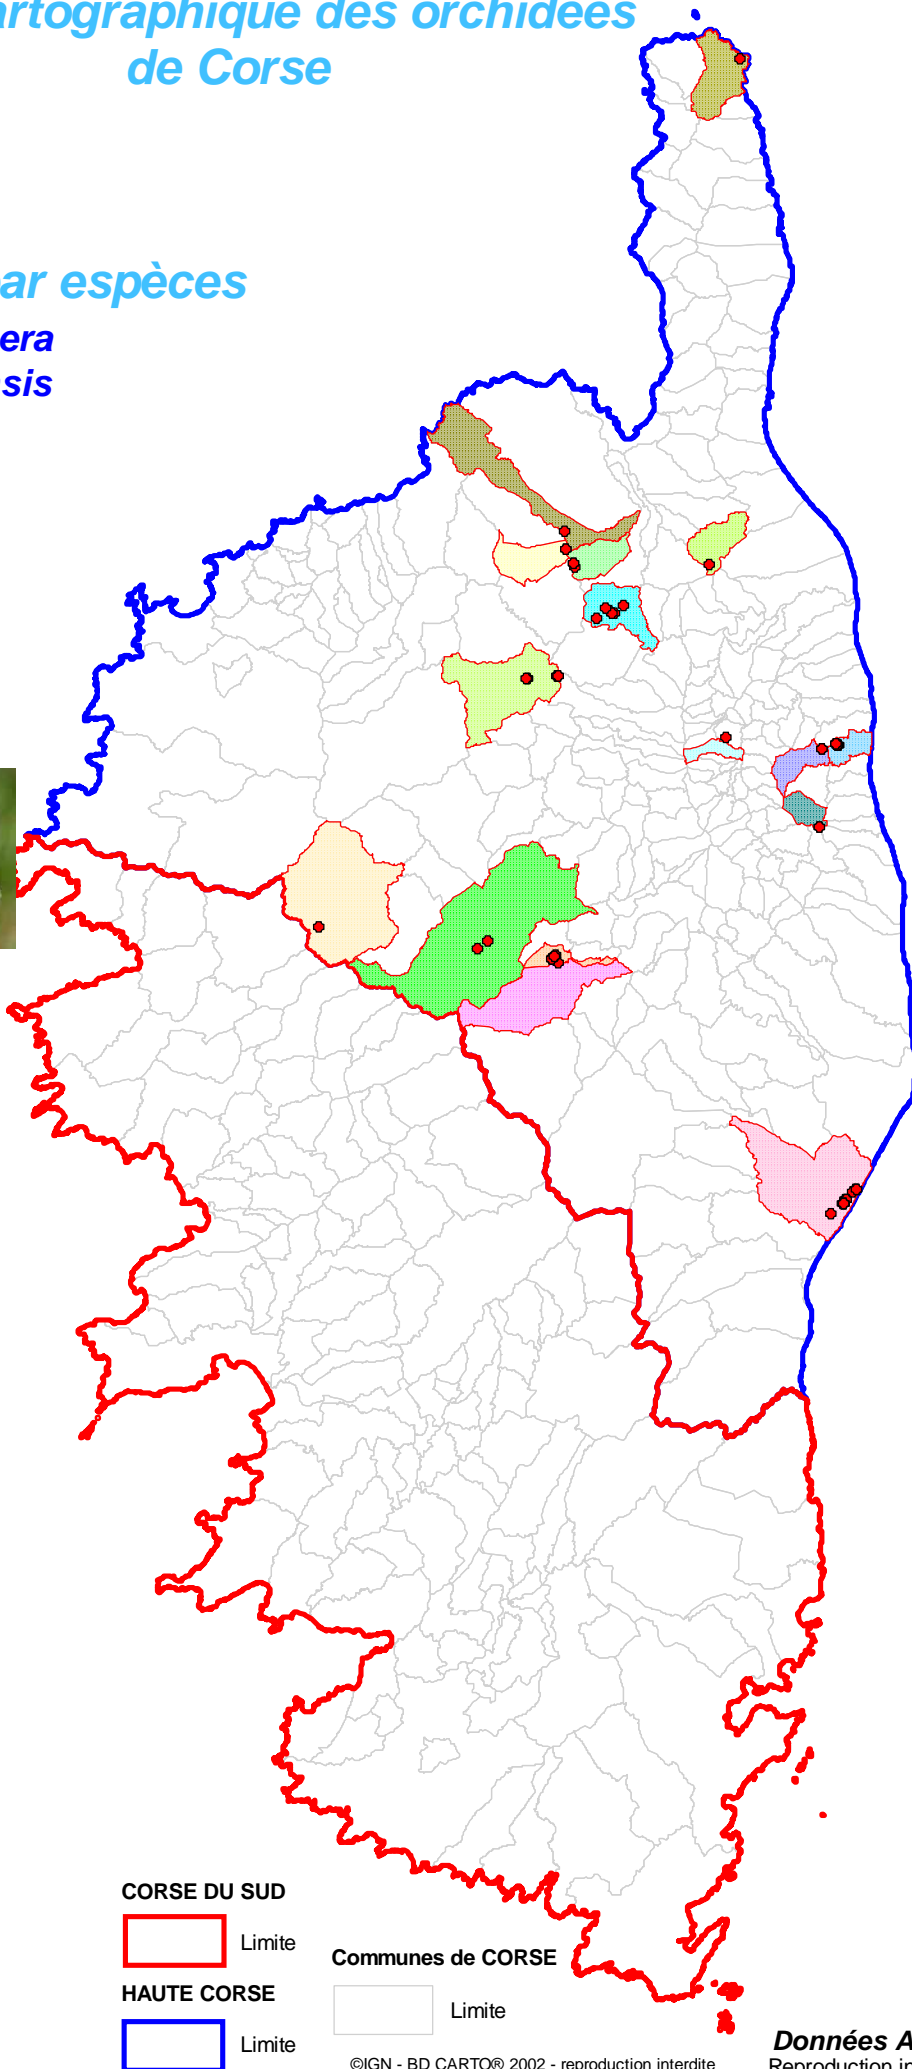 artographique des orchidées
de Corse
ar espèces
era
sis
CORSE DU SUD
Limite
Communes de CORSE
HAUTE CORSE
Limite
Limite
©IGN - BD CARTO® 2002 - reproduction interdite
Données A
Reproduction in